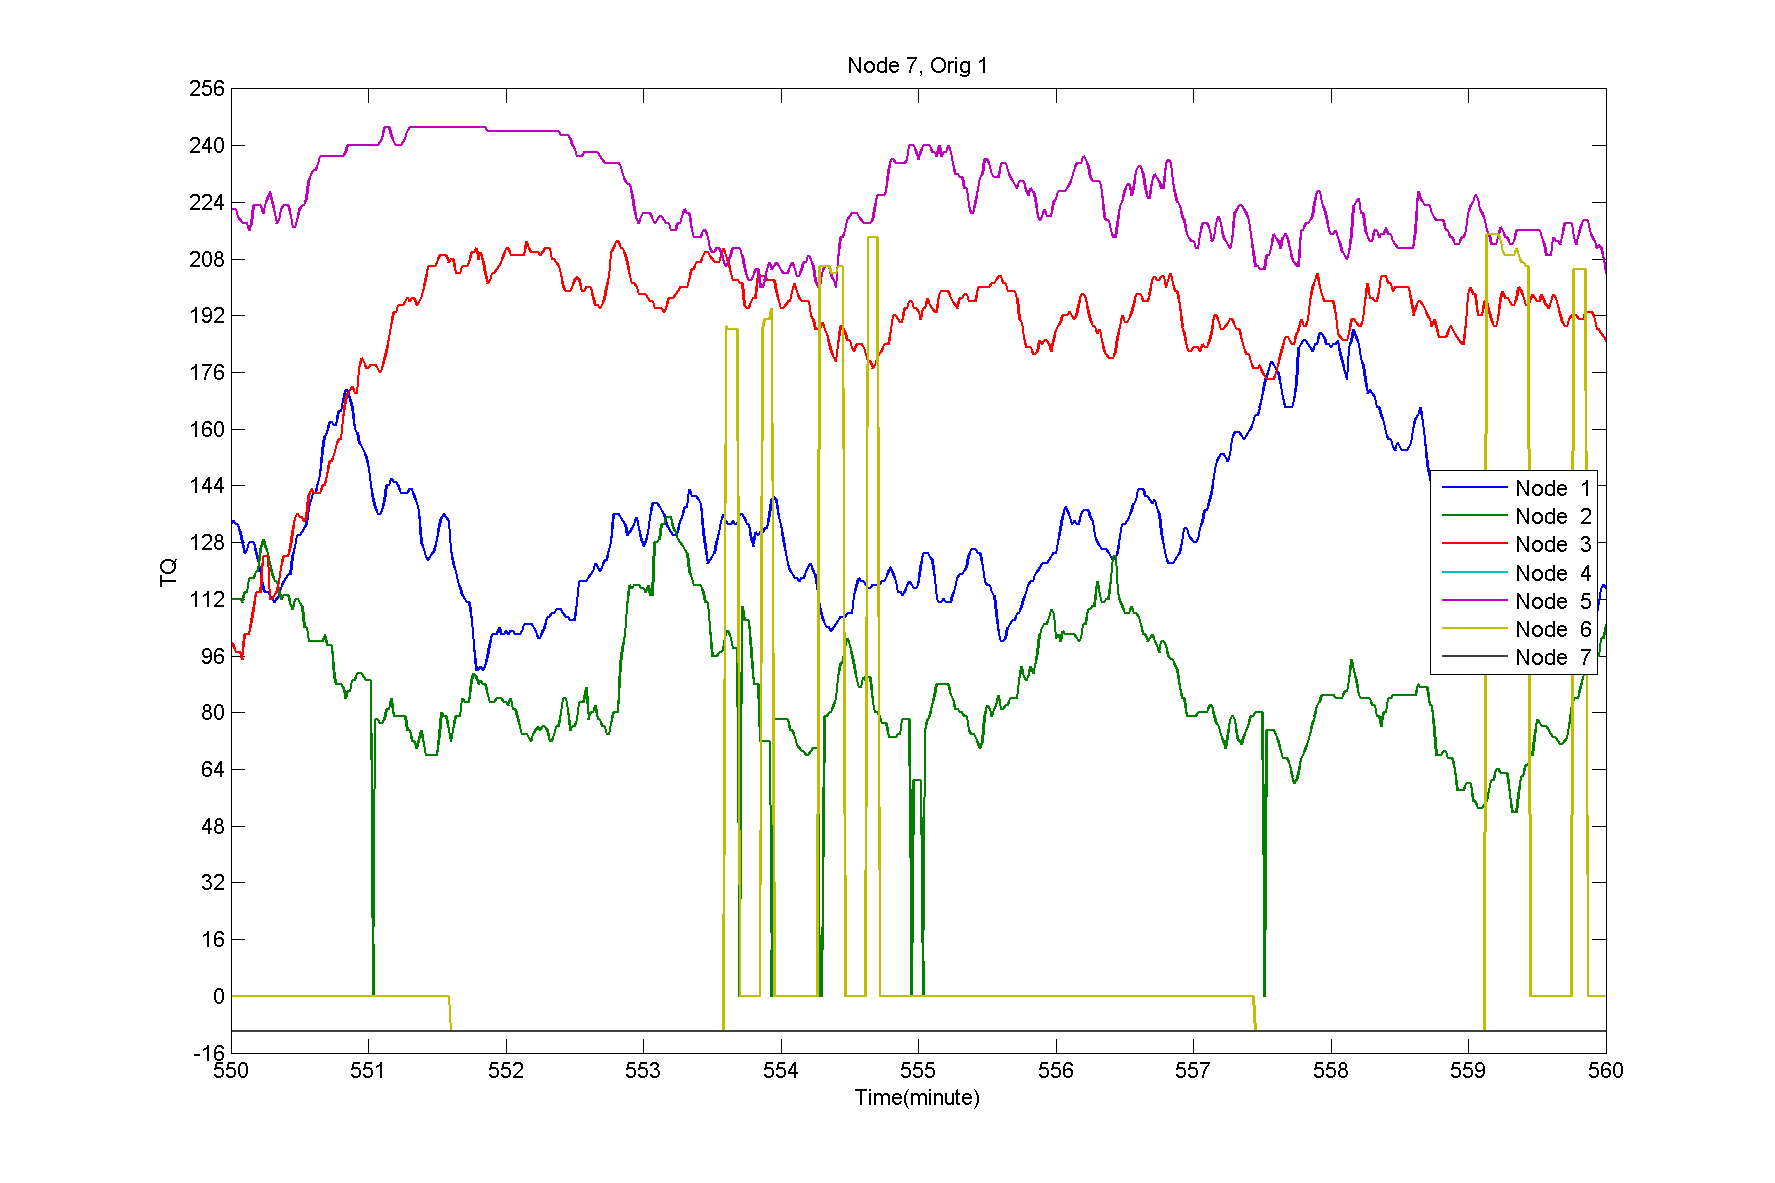 Node 7, Orig 1
256
240
224
208
192
176
160
144
128
112
96
80
64
48
32
16
0
-16
TQ
Node 1
Node 2
Node 3
Node 4
Node 5
Node 6
Node 7
550 551 552 553 554 555 556 557 558 559 560
Time(minute)